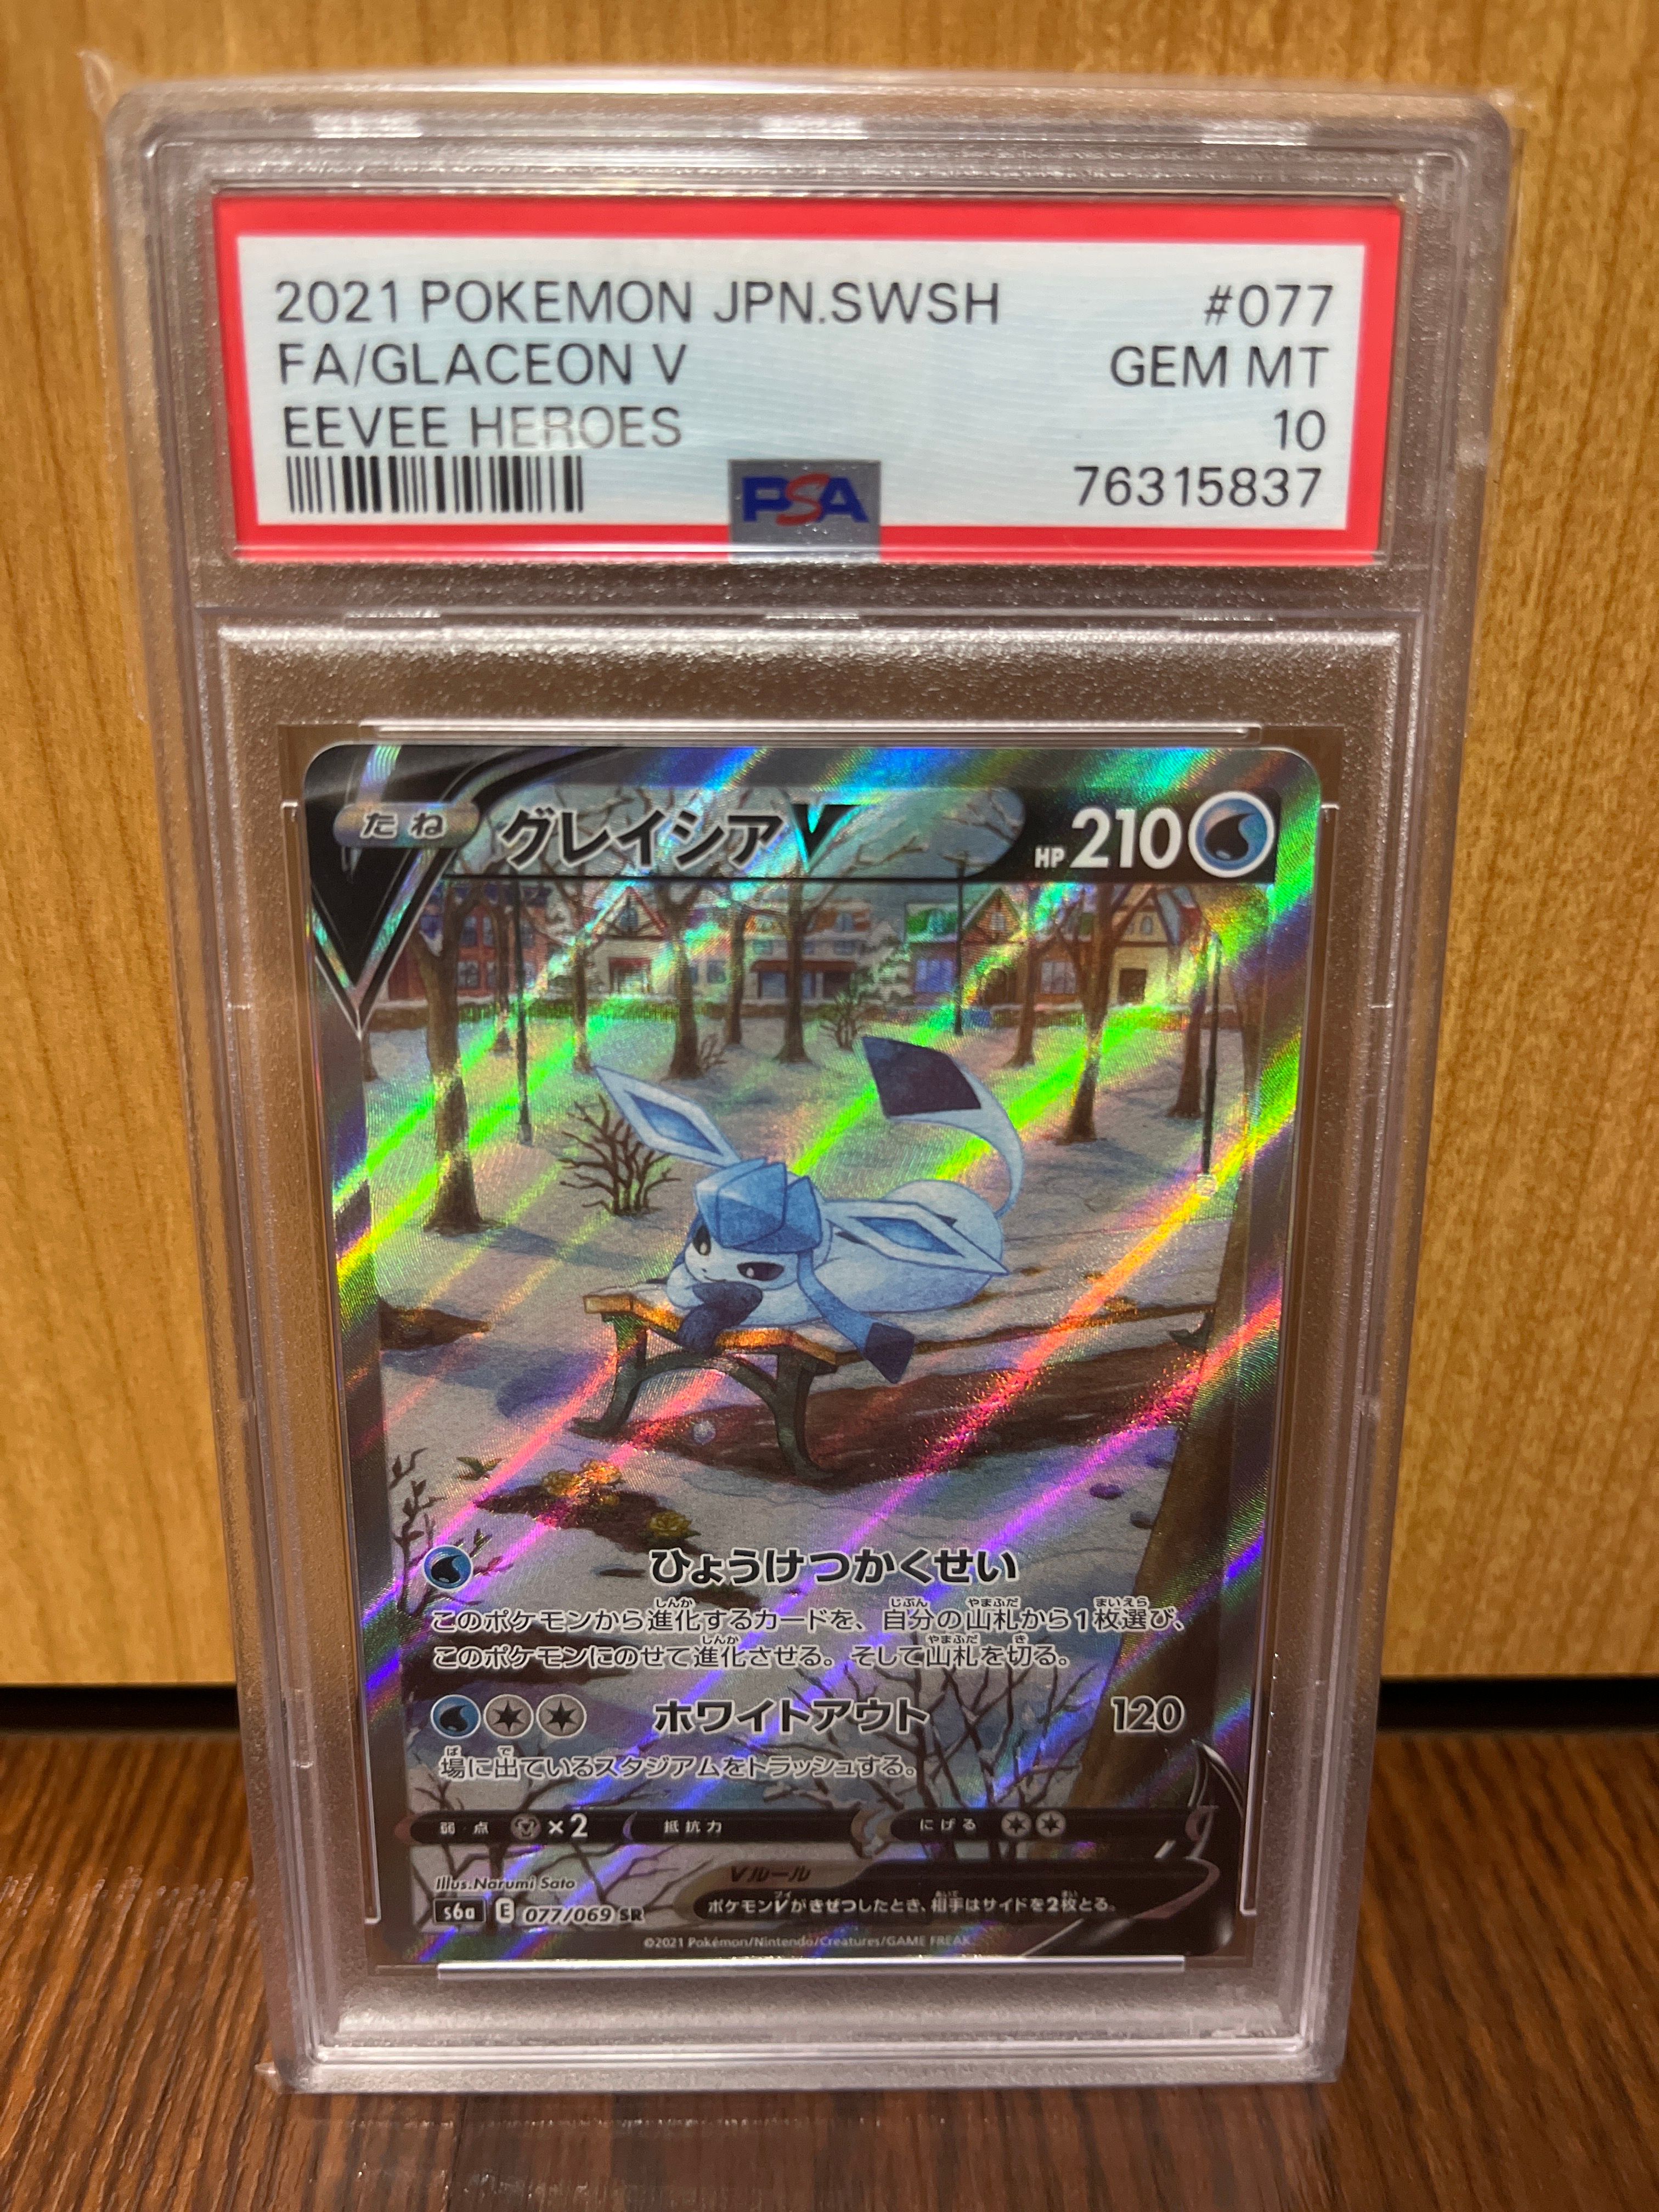 2021 POKEMON JPN.SWSH #077
FA/GLACEON V GEM MT
EEVEE HEROES 10
PSA 76315837
たね グレイシアV HP 210
ひょうけつかくせい
このポケモンから進化するカードを、自分の山札から1枚選び、
このポケモンにのせて進化させる。そして山札を切る。
ホワイトアウト 120
場に出ているスタジアムをトラッシュする。
弱点 ×2 抵抗力 にげる
Illus. Narumi Sato
Vルール
s6a E 077/069 SR ポケモンVがきぜつしたとき、相手はサイドを2枚とる。
©2021 Pokémon/Nintendo/Creatures/GAME FREAK.